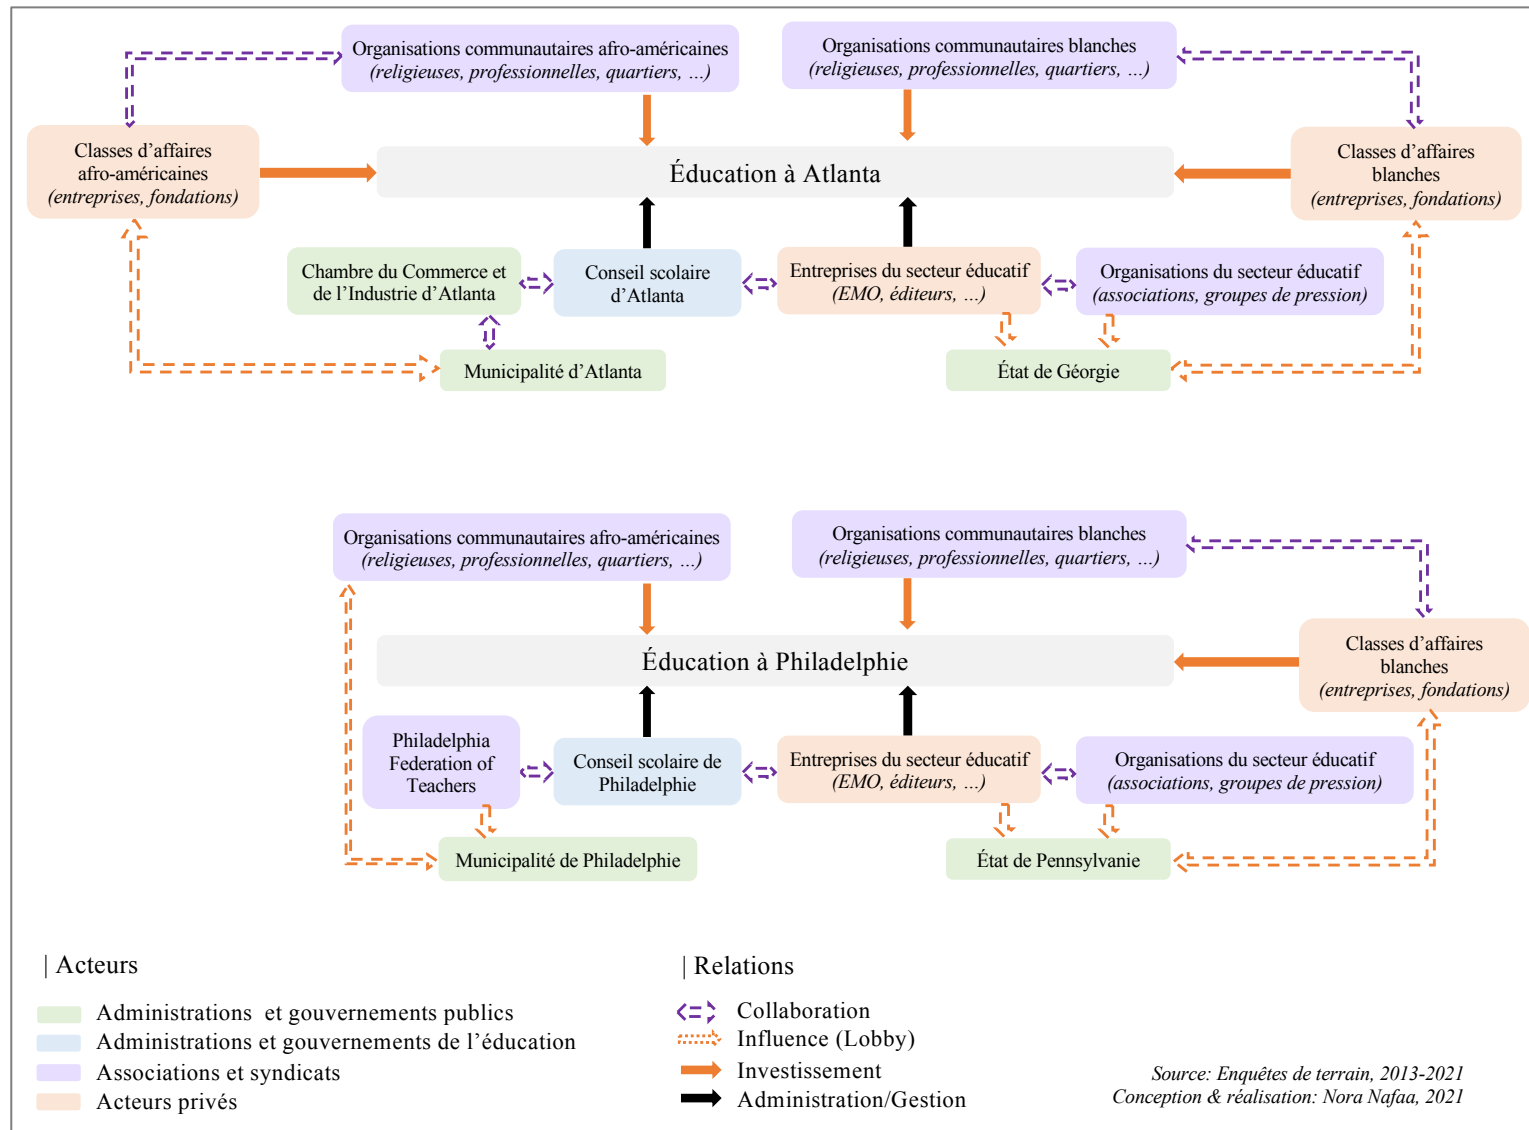 Organisations communautaires afro-américaines
(religieuses, professionnelles, quartiers, …)
Organisations communautaires blanches
(religieuses, professionnelles, quartiers, …)
Classes d’affaires
afro-américaines
(entreprises, fondations)
Éducation à Atlanta
Classes d’affaires
blanches
(entreprises, fondations)
Chambre du Commerce et
de l’Industrie d’Atlanta
Conseil scolaire
d’Atlanta
Entreprises du secteur éducatif
(EMO, éditeurs, …)
Organisations du secteur éducatif
(associations, groupes de pression)
Municipalité d’Atlanta
État de Géorgie
Organisations communautaires afro-américaines
(religieuses, professionnelles, quartiers, …)
Organisations communautaires blanches
(religieuses, professionnelles, quartiers, …)
Éducation à Philadelphie
Classes d’affaires
blanches
(entreprises, fondations)
Philadelphia
Federation of
Teachers
Conseil scolaire de
Philadelphie
Entreprises du secteur éducatif
(EMO, éditeurs, …)
Organisations du secteur éducatif
(associations, groupes de pression)
Municipalité de Philadelphie
État de Pennsylvanie
| Acteurs
Administrations et gouvernements publics
Administrations et gouvernements de l’éducation
Associations et syndicats
Acteurs privés
| Relations
Collaboration
Influence (Lobby)
Investissement
Administration/Gestion
Source: Enquêtes de terrain, 2013-2021
Conception & réalisation: Nora Nafaa, 2021